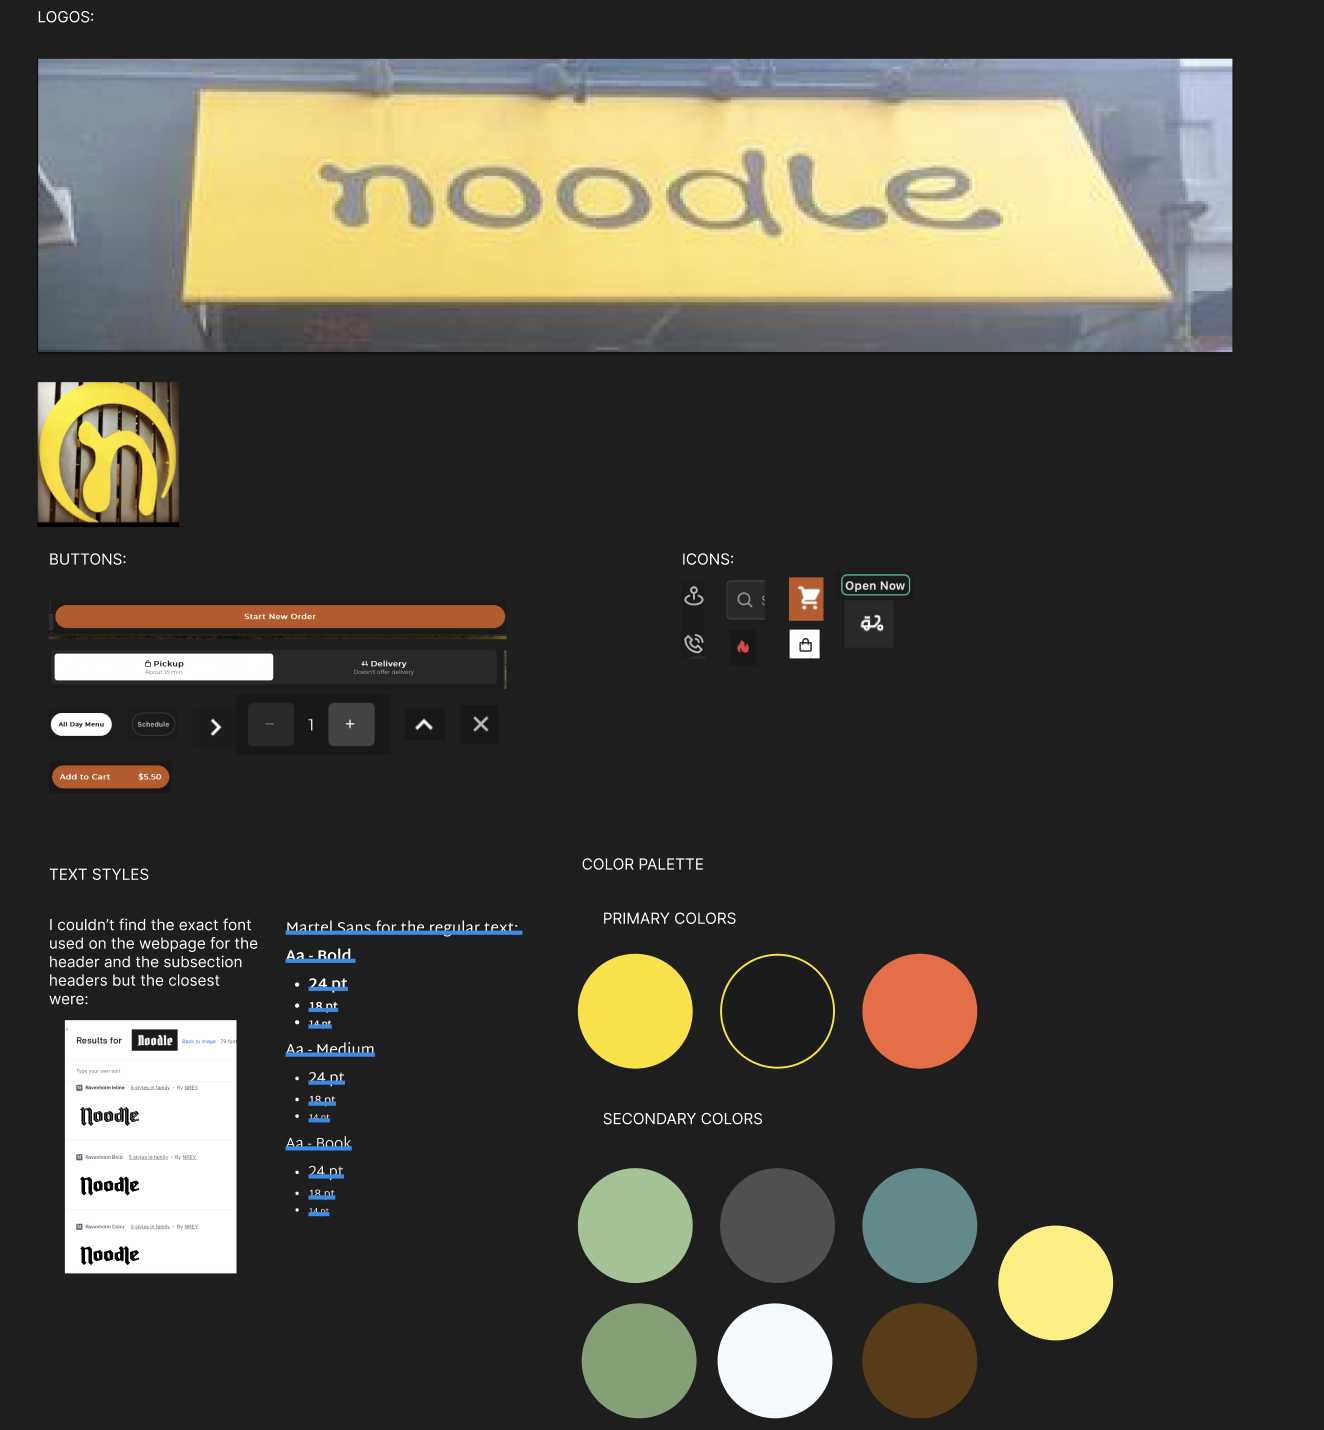 LOGOS:
noodle
n
BUTTONS:
ICONS:
Start New Order
Open Now
S
Pickup
About 15 min
Delivery
Doesn't offer delivery
All Day Menu
Schedule
1
Add to Cart
$5.50
TEXT STYLES
I couldn't find the exact font
used on the webpage for the
header and the subsection
headers but the closest
were:
Results for
Noodle
Back to image
Type your own text
Ravenholm Inline
5 styles in family
• By NREY
Noodle
Ravenholm Bold
5 styles in family
• By NREY
Noodle
Ravenholm Color
5 styles in family
• By NREY
Noodle
Martel Sans for the regular text:
Aa - Bold
• 24 pt
• 18 pt
• 14 pt
Aa - Medium
• 24 pt
• 18 pt
• 14 pt
Aa - Book
• 24 pt
• 18 pt
• 14 pt
COLOR PALETTE
PRIMARY COLORS
SECONDARY COLORS